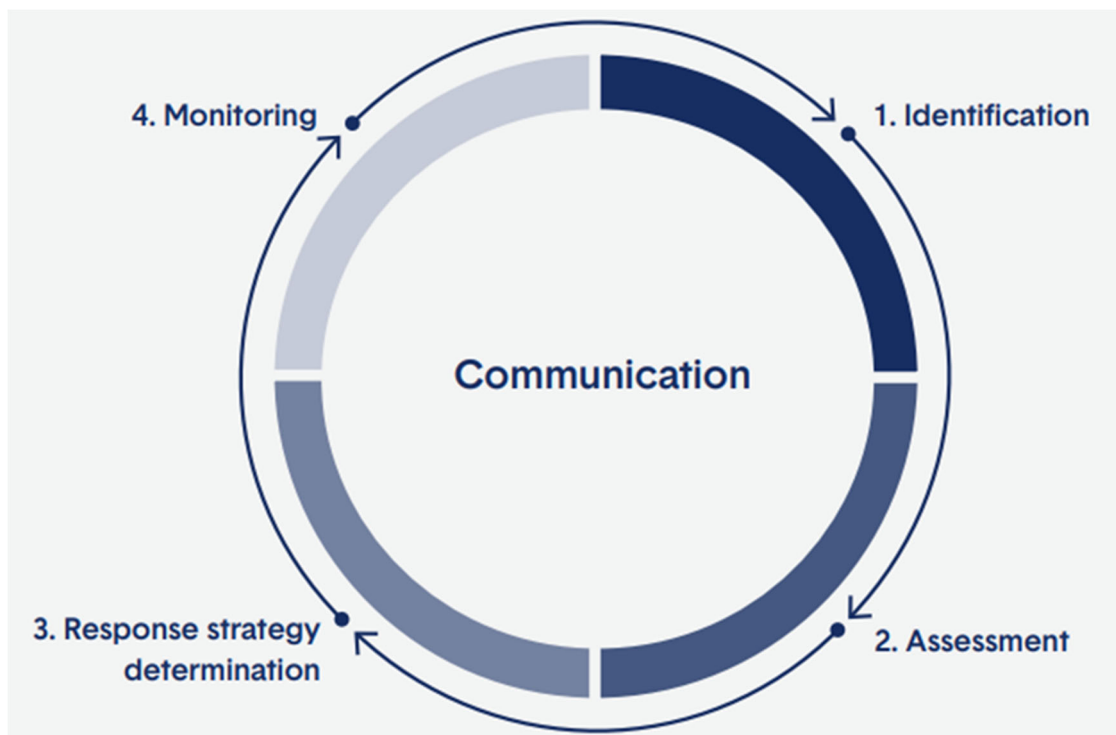 4. Monitoring
1. Identification
Communication
3. Response strategy
determination
2. Assessment